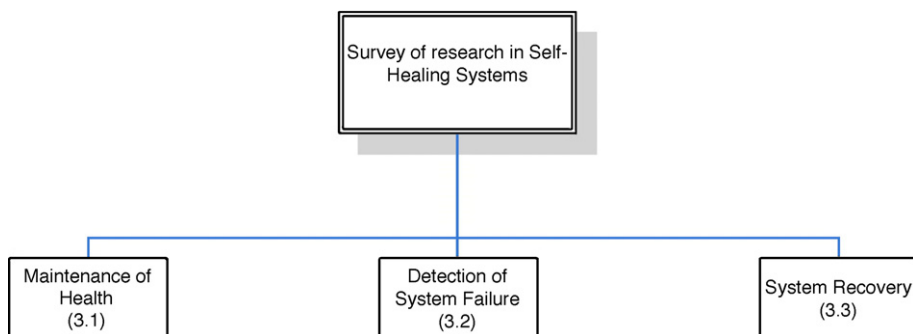 Survey of research in Self-
Healing Systems
Maintenance of
Health
(3.1)
Detection of
System Failure
(3.2)
System Recovery
(3.3)